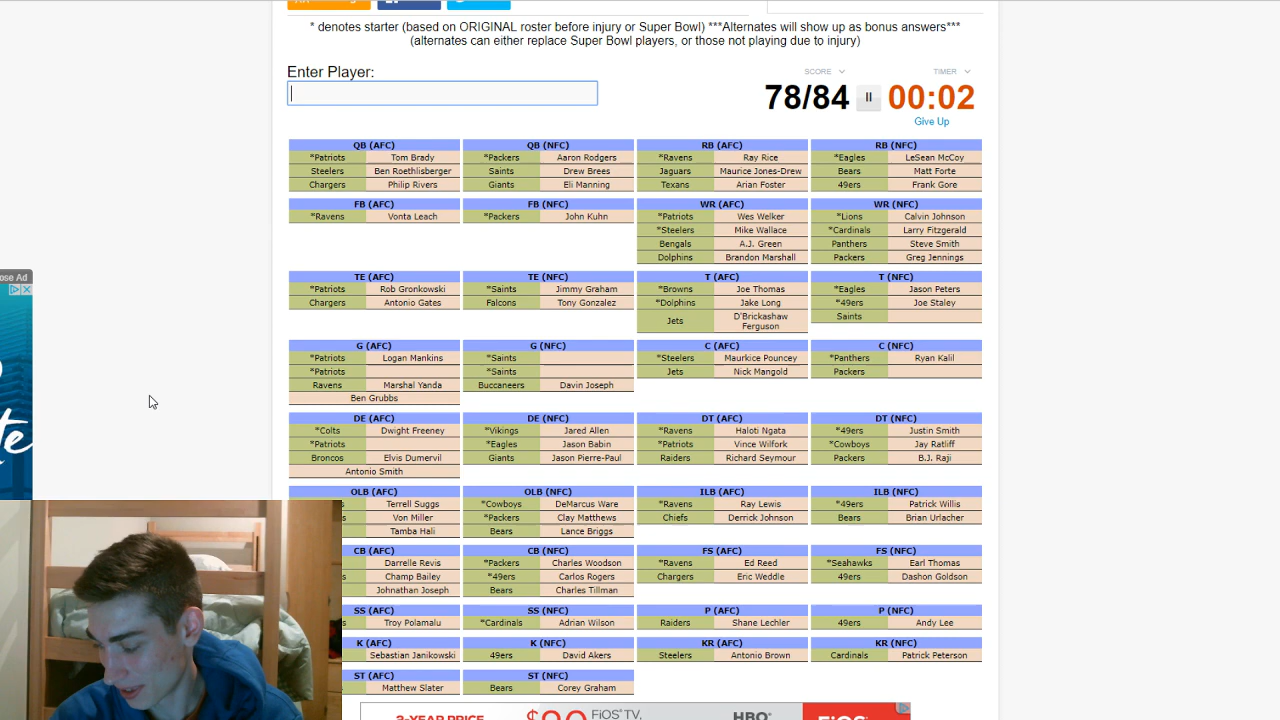 * denotes starter (based on ORIGINAL roster before injury or Super Bowl) ***Alternates will show up as bonus answers***
(alternates can either replace Super Bowl players, or those not playing due to injury)
Enter Player:
SCORE
TIMER
78/84
00:02
Give Up
QB (AFC) QB (NFC) RB (AFC) RB (NFC)
*Patriots Tom Brady *Packers Aaron Rodgers *Ravens Ray Rice *Eagles LeSean McCoy
Steelers Ben Roethlisberger Saints Drew Brees Jaguars Maurice Jones-Drew Bears Matt Forte
Chargers Philip Rivers Giants Eli Manning Texans Arian Foster 49ers Frank Gore
FB (AFC) FB (NFC) WR (AFC) WR (NFC)
*Ravens Vonta Leach *Packers John Kuhn *Patriots Wes Welker *Lions Calvin Johnson
*Steelers Mike Wallace *Cardinals Larry Fitzgerald
Bengals A.J. Green Panthers Steve Smith
Dolphins Brandon Marshall Packers Greg Jennings
TE (AFC) TE (NFC) T (AFC) T (NFC)
*Patriots Rob Gronkowski *Saints Jimmy Graham *Browns Joe Thomas *Eagles Jason Peters
Chargers Antonio Gates Falcons Tony Gonzalez *Dolphins Jake Long *49ers Joe Staley
Jets D'Brickashaw Ferguson Saints
G (AFC) G (NFC) C (AFC) C (NFC)
*Patriots Logan Mankins *Saints *Steelers Maurkice Pouncey *Panthers Ryan Kalil
*Patriots *Saints Jets Nick Mangold Packers
Ravens Marshal Yanda Buccaneers Davin Joseph
Ben Grubbs
DE (AFC) DE (NFC) DT (AFC) DT (NFC)
*Colts Dwight Freeney *Vikings Jared Allen *Ravens Haloti Ngata *49ers Justin Smith
*Patriots *Eagles Jason Babin *Patriots Vince Wilfork *Cowboys Jay Ratliff
Broncos Elvis Dumervil Giants Jason Pierre-Paul Raiders Richard Seymour Packers B.J. Raji
Antonio Smith
OLB (AFC) OLB (NFC) ILB (AFC) ILB (NFC)
Terrell Suggs *Cowboys DeMarcus Ware *Ravens Ray Lewis *49ers Patrick Willis
Von Miller *Packers Clay Matthews Chiefs Derrick Johnson Bears Brian Urlacher
Tamba Hali Bears Lance Briggs
CB (AFC) CB (NFC) FS (AFC) FS (NFC)
Darrelle Revis *Packers Charles Woodson *Ravens Ed Reed *Seahawks Earl Thomas
Champ Bailey *49ers Carlos Rogers Chargers Eric Weddle 49ers Dashon Goldson
Johnathan Joseph Bears Charles Tillman
SS (AFC) SS (NFC) P (AFC) P (NFC)
Troy Polamalu *Cardinals Adrian Wilson Raiders Shane Lechler 49ers Andy Lee
K (AFC) K (NFC) KR (AFC) KR (NFC)
Sebastian Janikowski 49ers David Akers Steelers Antonio Brown Cardinals Patrick Peterson
ST (AFC) ST (NFC)
Matthew Slater Bears Corey Graham
FiOS TV,